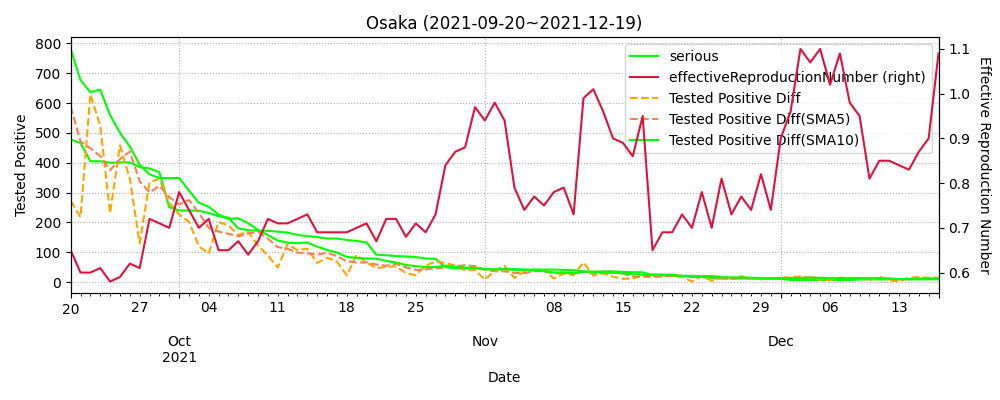 Osaka (2021-09-20~2021-12-19)
800
700
600
500
400
300
200
100
0
Tested Positive
1.1
1.0
0.9
0.8
0.7
0.6
Effective Reproduction Number
serious
effectiveReproductionNumber (right)
Tested Positive Diff
Tested Positive Diff(SMA5)
Tested Positive Diff(SMA10)
20 27 04 11 18 25 08 15 22 29 06 13
Oct Nov Dec
2021
Date